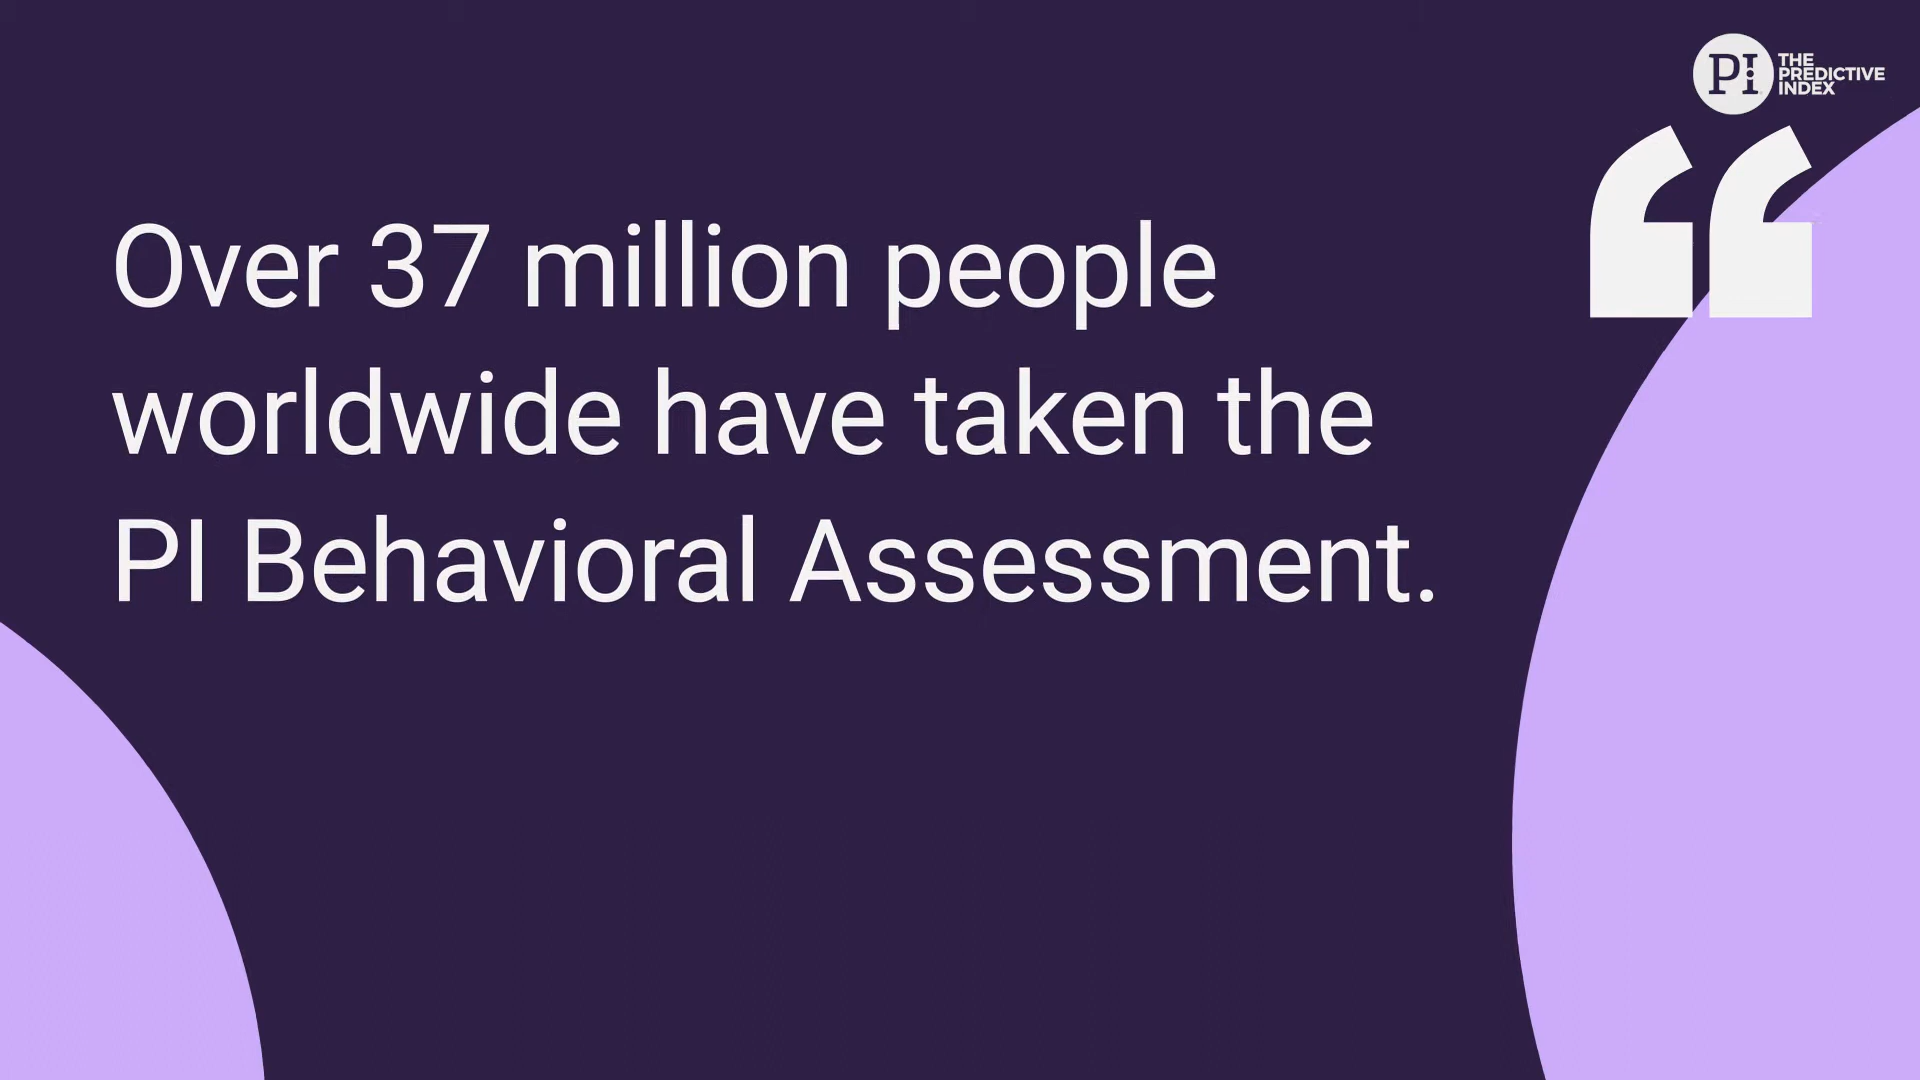 PI THE
PREDICTIVE
INDEX
“
Over 37 million people
worldwide have taken the
PI Behavioral Assessment.